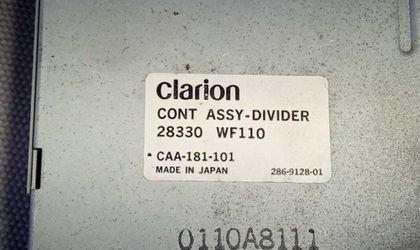 clarion
CONT ASSY-DIVIDER
28330 WF110
CAA-181-101
MADE IN JAPAN 286-9128-01
0110A8111